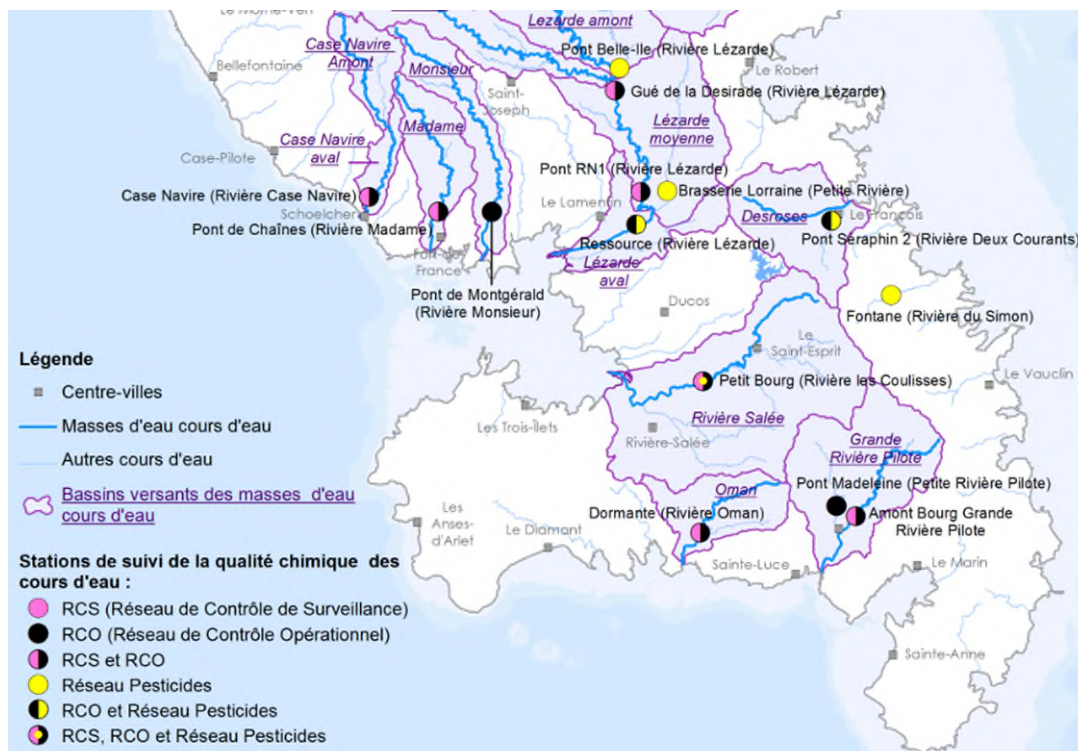 Le Morne-Vert
Lezarde amont
Case Navire
Amont
Monsieur
Pont Belle-Ile (Rivière Lézarde)
Bellefontaine
Le Robert
Saint-
Joseph
Gué de la Desirade (Rivière Lézarde)
Madame
Lézarde
moyenne
Case Navire
aval
Case-Pilote
Pont RN1 (Rivière Lézarde)
Case Navire (Rivière Case Navire)
Brasserie Lorraine (Petite Rivière)
Schoelcher
Le Lamentin
Desroses
Le François
Pont de Chaînes (Rivière Madame)
Pont Séraphin 2 (Rivière Deux Courants)
Ressource (Rivière Lézarde)
Fort-de-
France
Lézarde
aval
Pont de Montgérald
(Rivière Monsieur)
Ducos
Fontane (Rivière du Simon)
Le
Saint-Esprit
Petit Bourg (Rivière les Coulisses)
Le Vauclin
Les Trois-Îlets
Rivière Salée
Rivière-Salée
Grande
Rivière Pilote
Pont Madeleine (Petite Rivière Pilote)
Oman
Les
Anses-
d'Arlet
Le Diamant
Dormante (Rivière Oman)
Amont Bourg Grande
Rivière Pilote
Sainte-Luce
Le Marin
Sainte-Anne
Légende
Centre-villes
Masses d'eau cours d'eau
Autres cours d'eau
Bassins versants des masses d'eau
cours d'eau
Stations de suivi de la qualité chimique des
cours d'eau :
RCS (Réseau de Contrôle de Surveillance)
RCO (Réseau de Contrôle Opérationnel)
RCS et RCO
Réseau Pesticides
RCO et Réseau Pesticides
RCS, RCO et Réseau Pesticides